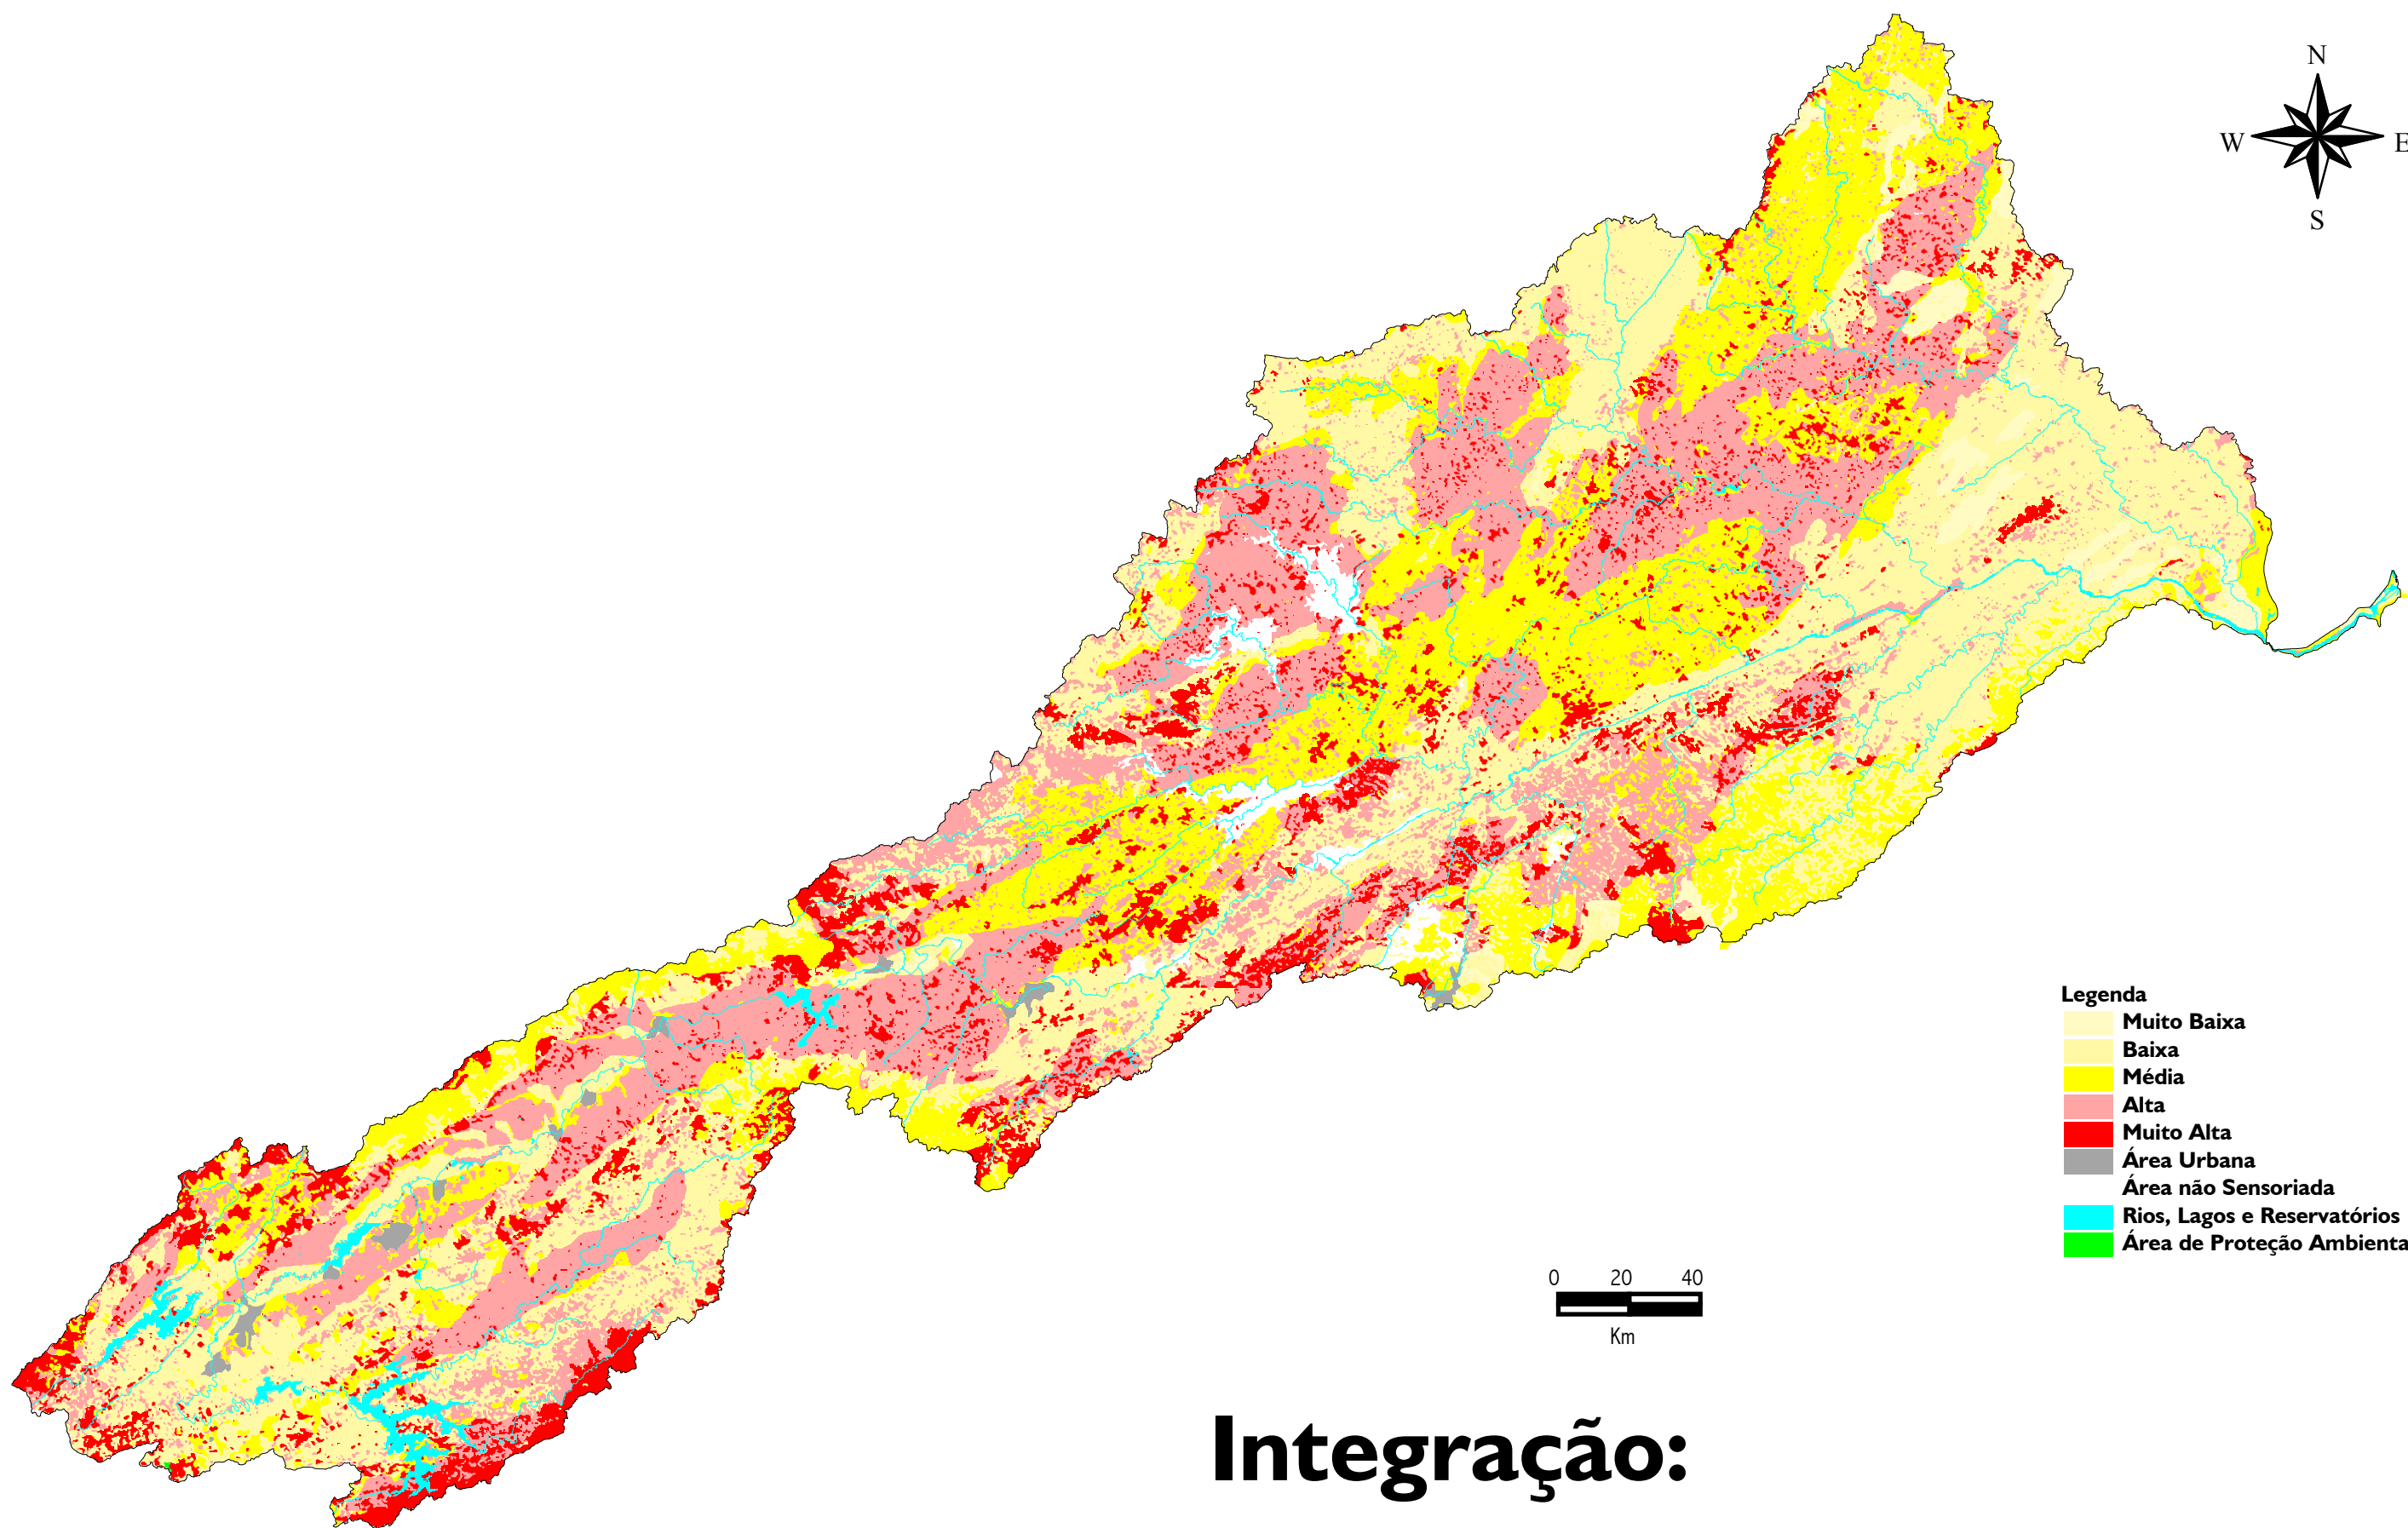 N
W
E
S
Legenda
Muito Baixa
Baixa
Média
Alta
Muito Alta
Área Urbana
Área não Sensoriada
Rios, Lagos e Reservatórios
Área de Proteção Ambienta
0 20 40
Km
Integração: